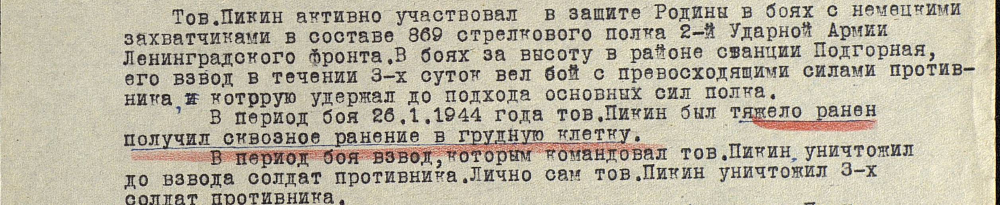 Тов.Пикин активно участвовал в защите Родины в боях с немецкими
захватчиками в составе 869 стрелкового полка 2-й Ударной Армии
Ленинградского фронта.В боях за высоту в районе станции Подгорная,
его взвод в течении 3-х суток вел бой с превосходящими силами против-
ника, и котррую удержал до подхода основных сил полка.
В период боя 26.1.1944 года тов.Пикин был тяжело ранен
получил сквозное ранение в грудную клетку.
В период боя взвод,которым командовал тов.Пикин, уничтожил
до взвода солдат противника.Лично сам тов.Пикин уничтожил 3-х
солдат противника.